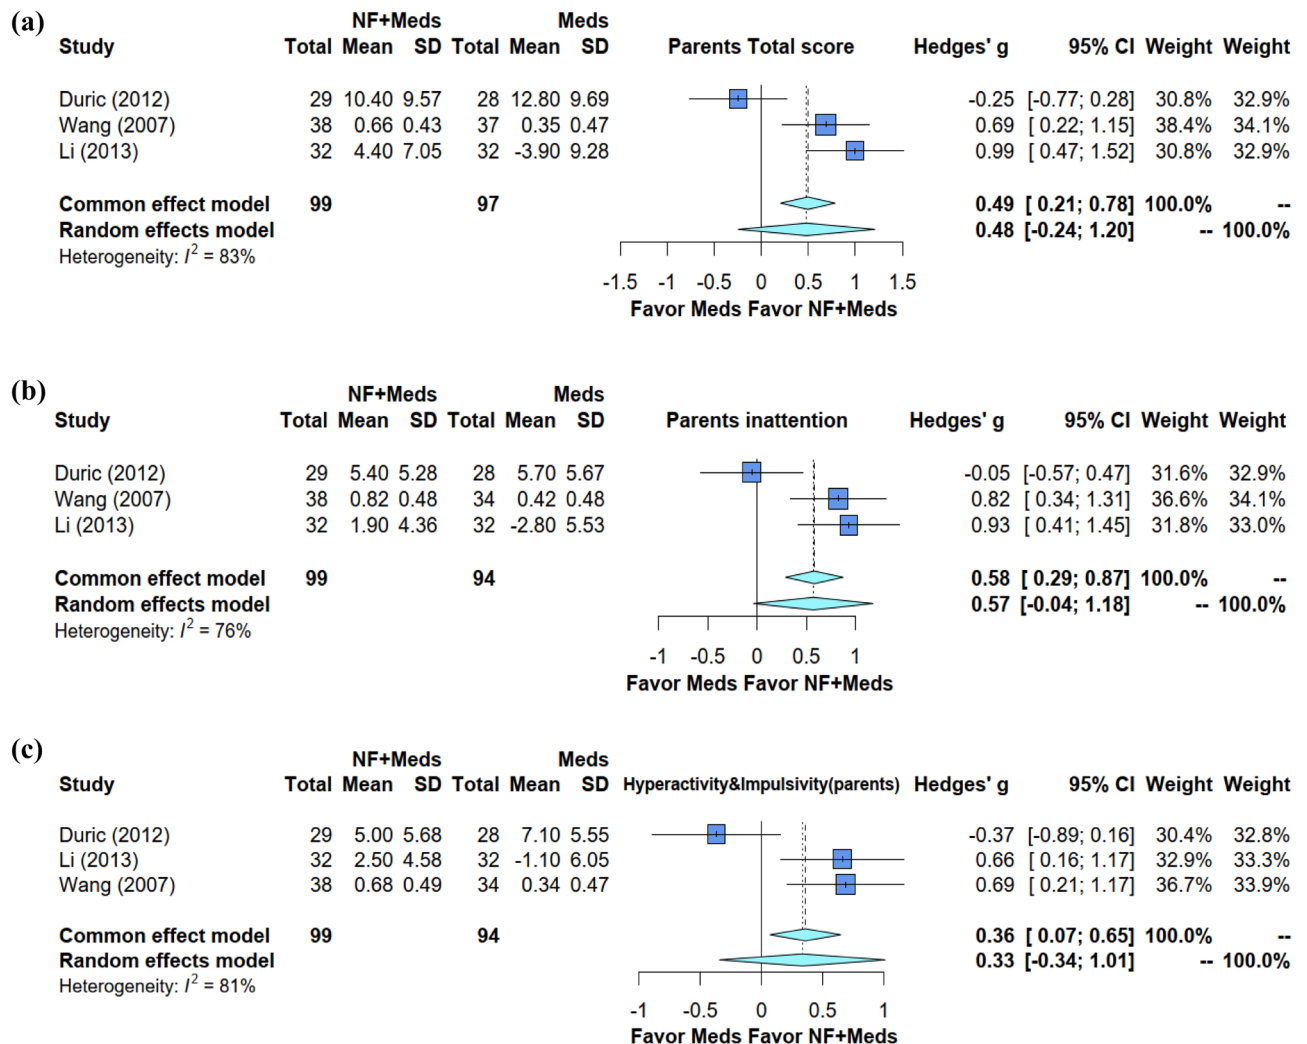 (a)
NF+Meds Meds
Study Total Mean SD Total Mean SD Parents Total score Hedges' g 95% CI Weight Weight
Duric (2012) 29 10.40 9.57 28 12.80 9.69 -0.25 [-0.77; 0.28] 30.8% 32.9%
Wang (2007) 38 0.66 0.43 37 0.35 0.47 0.69 [ 0.22; 1.15] 38.4% 34.1%
Li (2013) 32 4.40 7.05 32 -3.90 9.28 0.99 [ 0.47; 1.52] 30.8% 32.9%
Common effect model 99 97 0.49 [ 0.21; 0.78] 100.0% --
Random effects model 0.48 [-0.24; 1.20] -- 100.0%
Heterogeneity: I² = 83%
-1.5 -1 -0.5 0 0.5 1 1.5
Favor Meds Favor NF+Meds
(b)
NF+Meds Meds
Study Total Mean SD Total Mean SD Parents inattention Hedges' g 95% CI Weight Weight
Duric (2012) 29 5.40 5.28 28 5.70 5.67 -0.05 [-0.57; 0.47] 31.6% 32.9%
Wang (2007) 38 0.82 0.48 34 0.42 0.48 0.82 [ 0.34; 1.31] 36.6% 34.1%
Li (2013) 32 1.90 4.36 32 -2.80 5.53 0.93 [ 0.41; 1.45] 31.8% 33.0%
Common effect model 99 94 0.58 [ 0.29; 0.87] 100.0% --
Random effects model 0.57 [-0.04; 1.18] -- 100.0%
Heterogeneity: I² = 76%
-1 -0.5 0 0.5 1
Favor Meds Favor NF+Meds
(c)
NF+Meds Meds
Study Total Mean SD Total Mean SD Hyperactivity&Impulsivity(parents) Hedges' g 95% CI Weight Weight
Duric (2012) 29 5.00 5.68 28 7.10 5.55 -0.37 [-0.89; 0.16] 30.4% 32.8%
Li (2013) 32 2.50 4.58 32 -1.10 6.05 0.66 [ 0.16; 1.17] 32.9% 33.3%
Wang (2007) 38 0.68 0.49 34 0.34 0.47 0.69 [ 0.21; 1.17] 36.7% 33.9%
Common effect model 99 94 0.36 [ 0.07; 0.65] 100.0% --
Random effects model 0.33 [-0.34; 1.01] -- 100.0%
Heterogeneity: I² = 81%
-1 -0.5 0 0.5 1
Favor Meds Favor NF+Meds